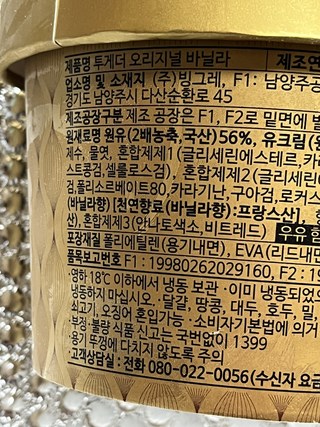 제품명 투게더 오리지널 바닐라 제조연
업소명 및 소재지 (주)빙그레, F1: 남양주공
경기도 남양주시 다산순환로 45
제조공장구분 제조 공장은 F1, F2로 밑면에 별
원재료명 원유(2배농축,국산)56%, 유크림(
제수, 물엿, 혼합제제1(글리세린에스테르, 카
스트콩검, 셀룰로스검), 혼합제제2(글리세
검,폴리소르베이트80,카라기난,구아검,로커스
(바닐라향) [천연향료(바닐라향):프랑스산],
산), 혼합제제3(안나토색소, 비트레드) 우유 함
포장재질 폴리에틸렌(용기내면), EVA(리드내면
품목보고번호 F1: 19980262029160, F2: 19
·영하 18℃ 이하에서 냉동 보관 ·이미 냉동되었
냉동하지 마십시오 ·달걀, 땅콩, 대두, 호두, 밀,
쇠고기, 오징어 혼입가능 ·소비자기본법에 의거
·부정·불량 식품 신고는 국번없이 1399
·용기 뚜껑에 다치지 않도록 주의
·고객상담실 : 전화 080-022-0056(수신자 요금